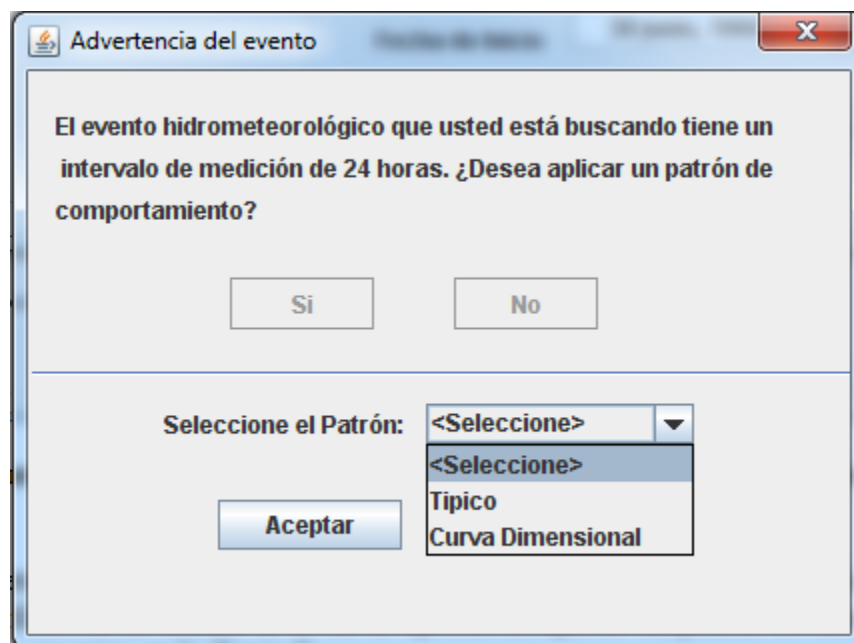 Advertencia del evento
El evento hidrometeorológico que usted está buscando tiene un
intervalo de medición de 24 horas. ¿Desea aplicar un patrón de
comportamiento?
Si No
Seleccione el Patrón: <Seleccione>
<Seleccione>
Tipico
Aceptar
Curva Dimensional